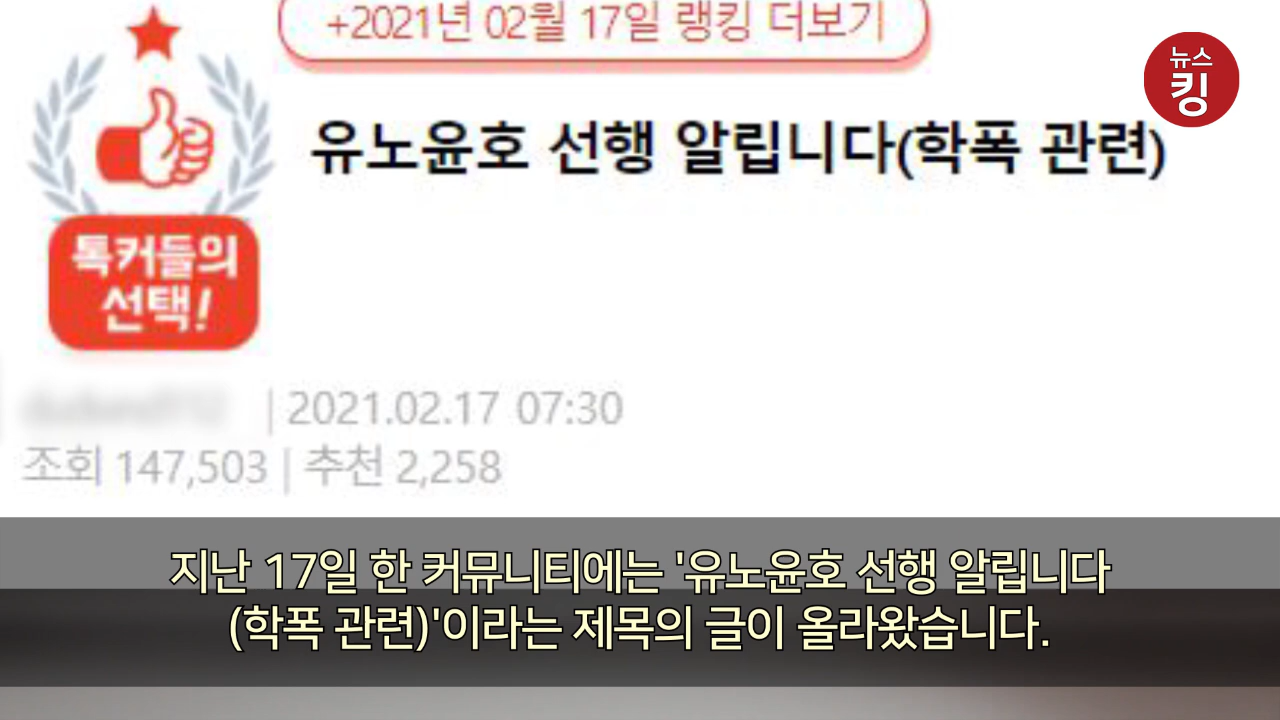 +2021년 02월 17일 랭킹 더보기
뉴스
킹
유노윤호 선행 알립니다(학폭 관련)
톡커들의
선택!
| 2021.02.17 07:30
조회 147,503 | 추천 2,258
지난 17일 한 커뮤니티에는 '유노윤호 선행 알립니다
(학폭 관련)'이라는 제목의 글이 올라왔습니다.